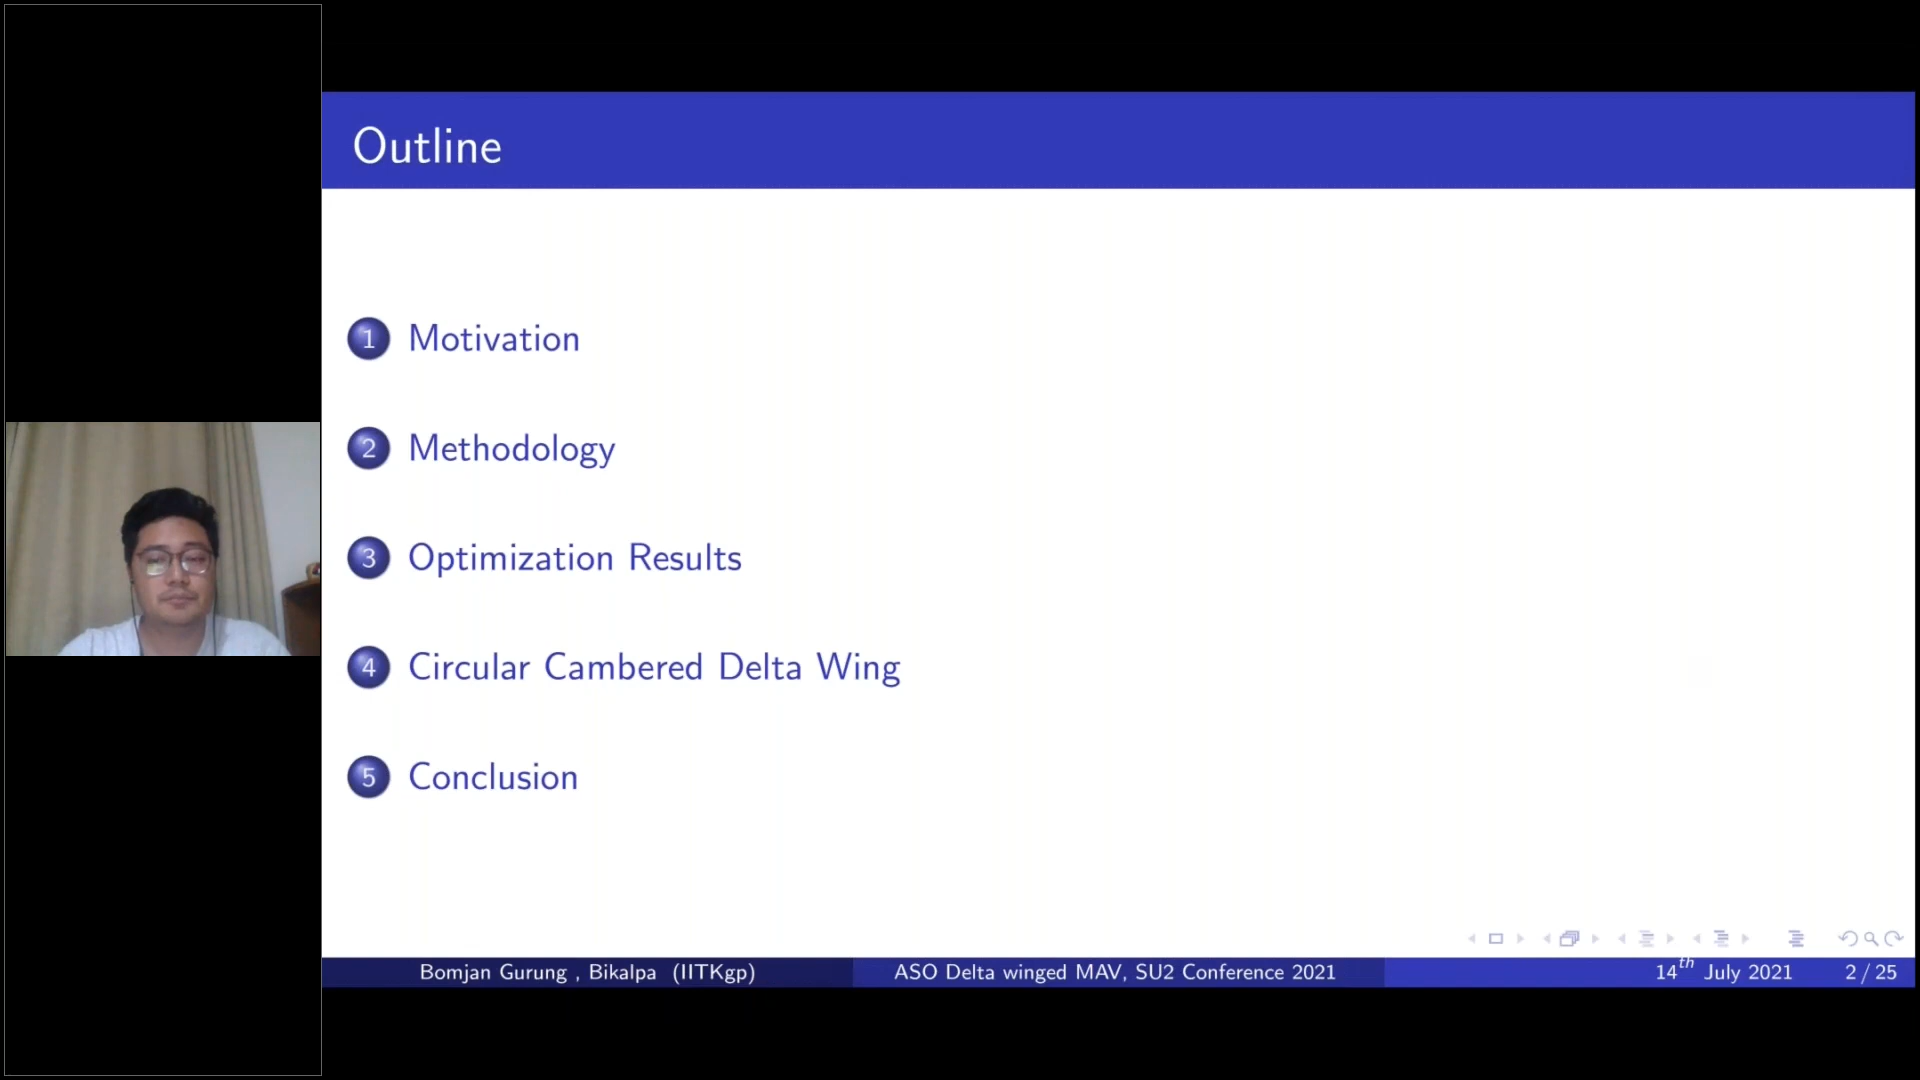 Outline
1 Motivation
2 Methodology
3 Optimization Results
4 Circular Cambered Delta Wing
5 Conclusion
Bomjan Gurung , Bikalpa (IITKgp) ASO Delta winged MAV, SU2 Conference 2021 14th July 2021 2 / 25